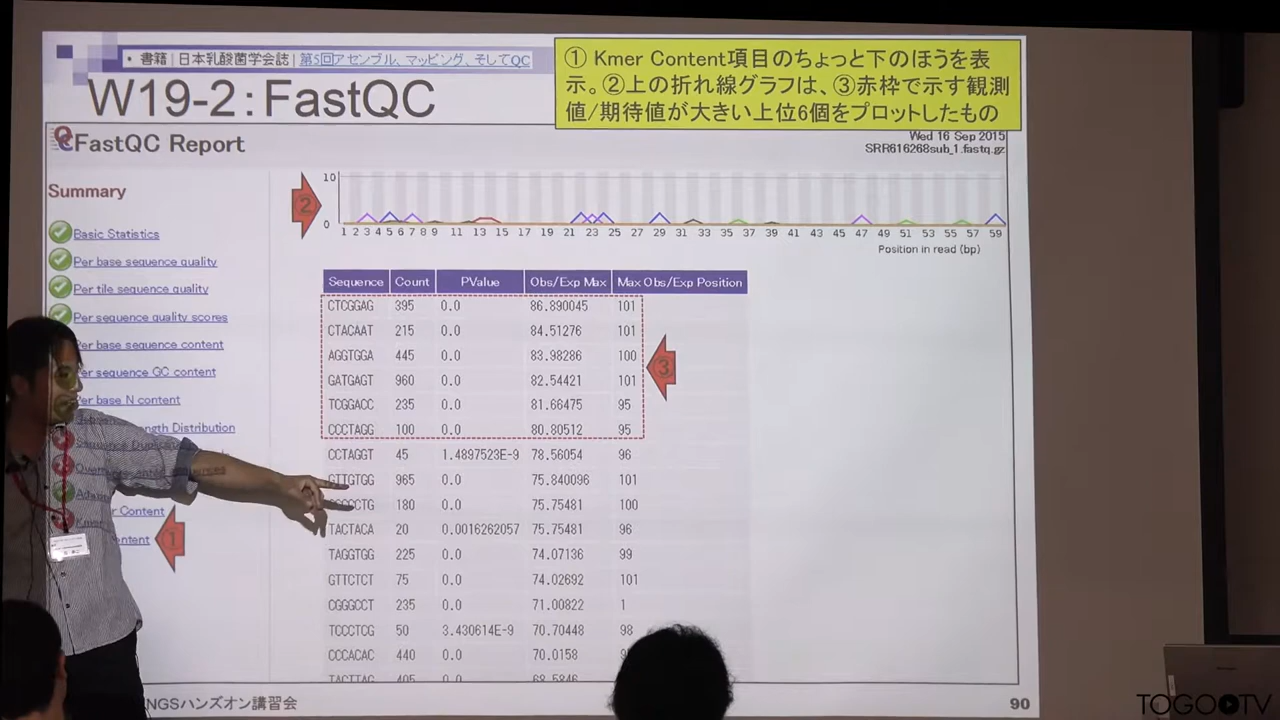 ・書籍 | 日本乳酸菌学会誌 | 第5回アセンブル、マッピング、そしてQC
W19-2：FastQC
① Kmer Content項目のちょっと下のほうを表
示。②上の折れ線グラフは、③赤枠で示す観測
値/期待値が大きい上位6個をプロットしたもの
FastQC Report
Wed 16 Sep 2015
SRR616268sub_1.fastq.gz
Summary
Basic Statistics
Per base sequence quality
Per tile sequence quality
Per sequence quality scores
Per base sequence content
Per sequence GC content
Per base N content
ngth Distribution
r Content
ntent
①
②
10
0
1 2 3 4 5 6 7 8 9 11 13 15 17 19 21 23 25 27 29 31 33 35 37 39 41 43 45 47 49 51 53 55 57 59
Position in read (bp)
Sequence Count PValue Obs/Exp Max Max Obs/Exp Position
CTCGGAG 395 0.0 86.890045 101
CTACAAT 215 0.0 84.51276 101
AGGTGGA 445 0.0 83.98286 100
GATGAGT 960 0.0 82.54421 101
TCGGACC 235 0.0 81.66475 95
CCCTAGG 100 0.0 80.80512 95
③
CCTAGGT 45 1.4897523E-9 78.56054 96
GTTGTGG 965 0.0 75.840096 101
180 0.0 75.75481 100
TACTACA 20 0.0016262057 75.75481 96
TAGGTGG 225 0.0 74.07136 99
GTTCTCT 75 0.0 74.02692 101
CGGGCCT 235 0.0 71.00822 1
TCCCTCG 50 3.430614E-9 70.70448 98
CCCACAC 440 0.0 70.0158
TACTTAC 405 0.0 68.5846
NGSハンズオン講習会
90
TOGOTV